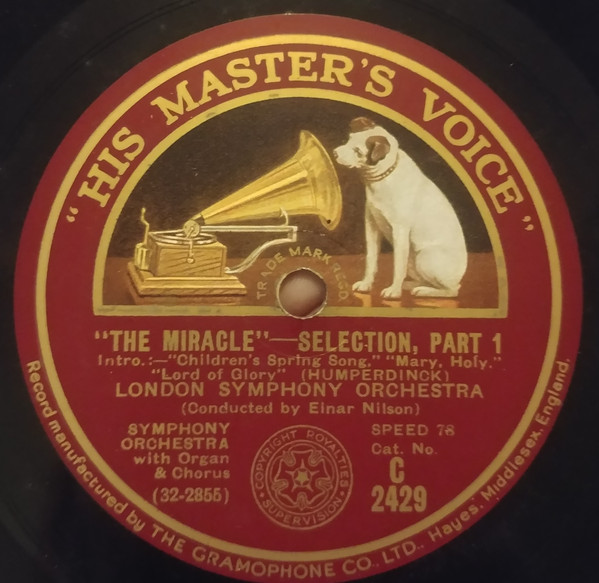 "HIS MASTER'S VOICE"
TRADE MARK REGD.
"THE MIRACLE"—SELECTION, PART 1
Intro.:—"Children's Spring Song," "Mary, Holy."
"Lord of Glory" (HUMPERDINCK)
LONDON SYMPHONY ORCHESTRA
(Conducted by Einar Nilson)
SYMPHONY
ORCHESTRA
with Organ
& Chorus
(32-2855)
COPYRIGHT ROYALTIES
SUPERVISION
SPEED 78
Cat. No.
C
2429
Record manufactured by THE GRAMOPHONE CO., LTD., Hayes, Middlesex, England.